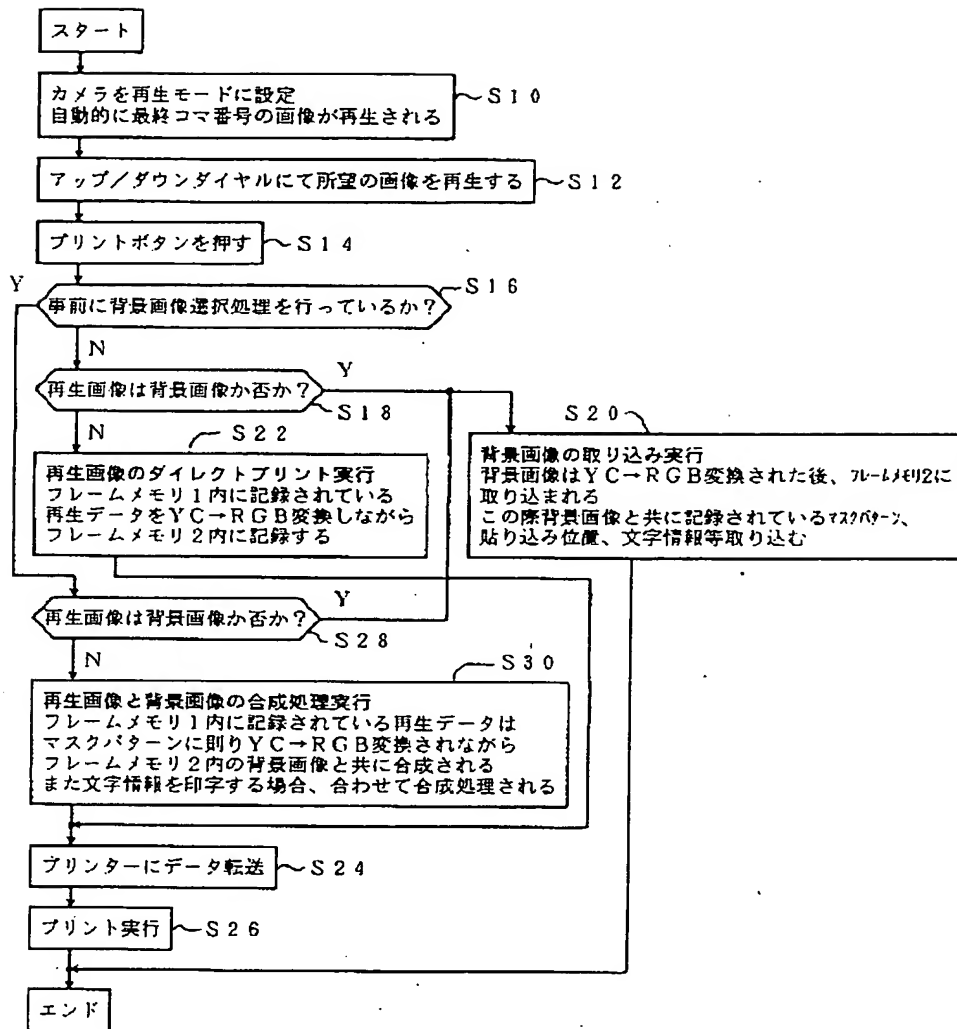 スタート
カメラを再生モードに設定
自動的に最終コマ番号の画像が再生される
S10
アップ/ダウンダイヤルにて所望の画像を再生する
S12
プリントボタンを押す
S14
Y
事前に背景画像選択処理を行っているか?
S16
N
再生画像は背景画像か否か?
Y
S18
N
S22
再生画像のダイレクトプリント実行
フレームメモリ1内に記録されている
再生データをYC→RGB変換しながら
フレームメモリ2内に記録する
S20
背景画像の取り込み実行
背景画像はYC→RGB変換された後、フレームメモリ2に
取り込まれる
この際背景画像と共に記録されているマスクパターン、
貼り込み位置、文字情報等取り込む
再生画像は背景画像か否か?
Y
S28
N
S30
再生画像と背景画像の合成処理実行
フレームメモリ1内に記録されている再生データは
マスクパターンに則りYC→RGB変換されながら
フレームメモリ2内の背景画像と共に合成される
また文字情報を印字する場合、合わせて合成処理される
プリンターにデータ転送
S24
プリント実行
S26
エンド